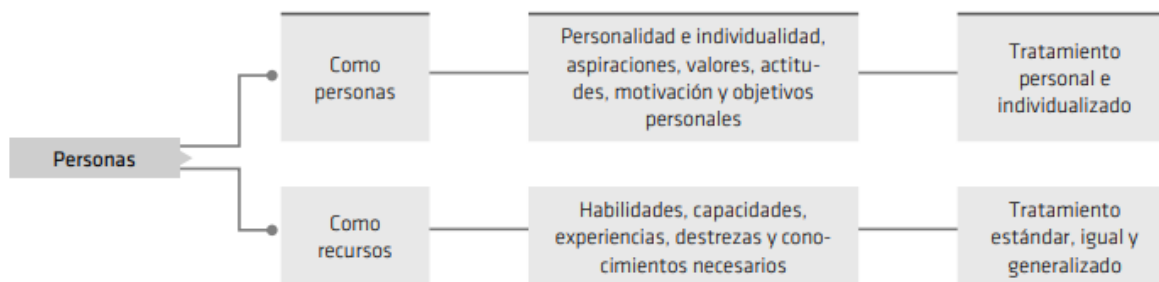 Personas
Como
personas
Personalidad e individualidad,
aspiraciones, valores, actitu-
des, motivación y objetivos
personales
Tratamiento
personal e
individualizado
Como
recursos
Habilidades, capacidades,
experiencias, destrezas y cono-
cimientos necesarios
Tratamiento
estándar, igual y
generalizado